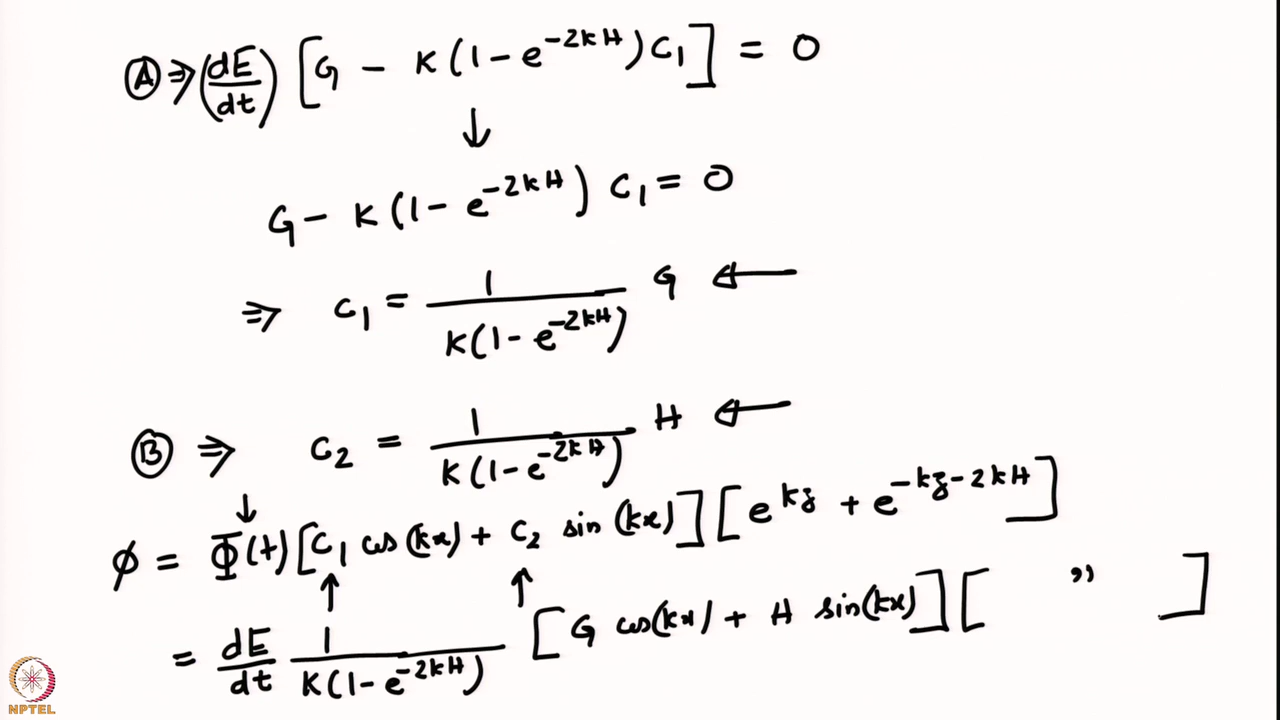 Ⓐ ⇒ (dE/dt) [G − k(1−e^{−2kH})C₁] = 0
↓
G − k(1−e^{−2kH}) C₁ = 0
⇒ C₁ = 1/(k(1−e^{−2kH})) G ←
Ⓑ ⇒ C₂ = 1/(k(1−e^{−2kH})) H ←
↓
ϕ = Φ(t)[C₁ cos(kx) + C₂ sin(kx)][e^{kz} + e^{−kz−2kH}]
↑ ↑
= dE/dt 1/(k(1−e^{−2kH})) [G cos(kx) + H sin(kx)][ ” ]
NPTEL